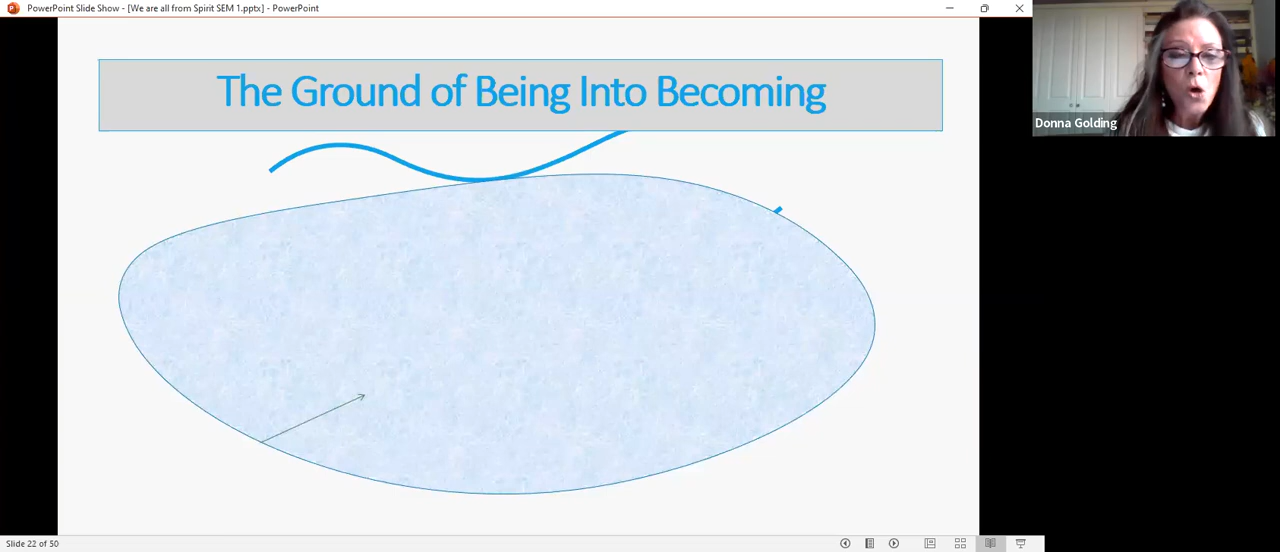 PowerPoint Slide Show - [We are all from Spirit SEM 1.pptx] - PowerPoint
The Ground of Being Into Becoming
Donna Golding
Slide 22 of 50